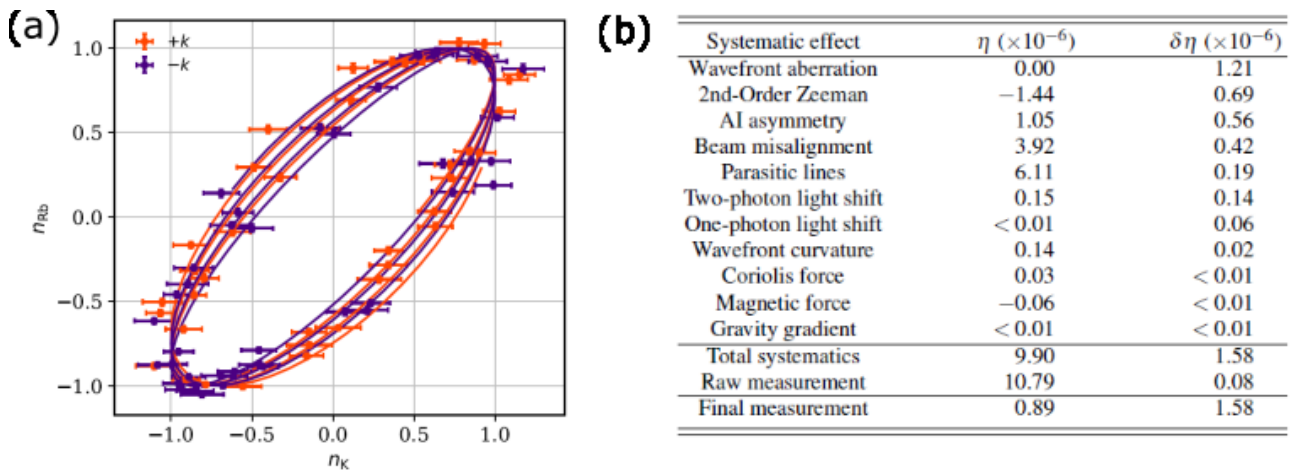 (a)
+k
−k
1.0
0.5
0.0
−0.5
−1.0
n_Rb
−1.0 −0.5 0.0 0.5 1.0
n_K
(b)
Systematic effect η (×10⁻⁶) δη (×10⁻⁶)
Wavefront aberration 0.00 1.21
2nd-Order Zeeman −1.44 0.69
AI asymmetry 1.05 0.56
Beam misalignment 3.92 0.42
Parasitic lines 6.11 0.19
Two-photon light shift 0.15 0.14
One-photon light shift < 0.01 0.06
Wavefront curvature 0.14 0.02
Coriolis force 0.03 < 0.01
Magnetic force −0.06 < 0.01
Gravity gradient < 0.01 < 0.01
Total systematics 9.90 1.58
Raw measurement 10.79 0.08
Final measurement 0.89 1.58